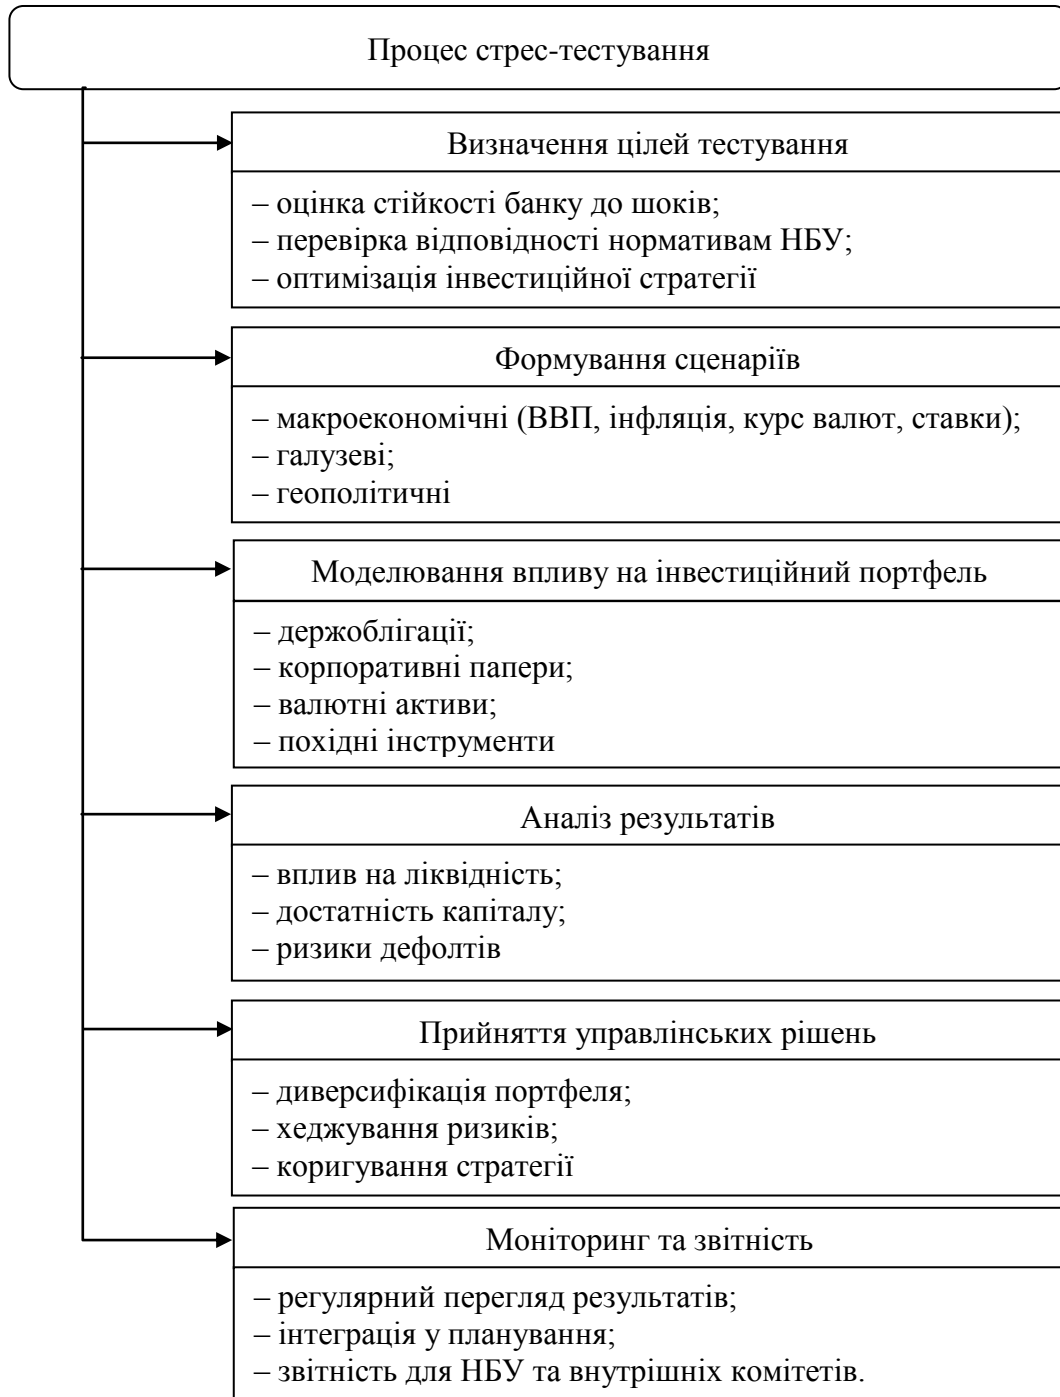 Процес стрес-тестування
Визначення цілей тестування
– оцінка стійкості банку до шоків;
– перевірка відповідності нормативам НБУ;
– оптимізація інвестиційної стратегії
Формування сценаріїв
– макроекономічні (ВВП, інфляція, курс валют, ставки);
– галузеві;
– геополітичні
Моделювання впливу на інвестиційний портфель
– держоблігації;
– корпоративні папери;
– валютні активи;
– похідні інструменти
Аналіз результатів
– вплив на ліквідність;
– достатність капіталу;
– ризики дефолтів
Прийняття управлінських рішень
– диверсифікація портфеля;
– хеджування ризиків;
– коригування стратегії
Моніторинг та звітність
– регулярний перегляд результатів;
– інтеграція у планування;
– звітність для НБУ та внутрішніх комітетів.